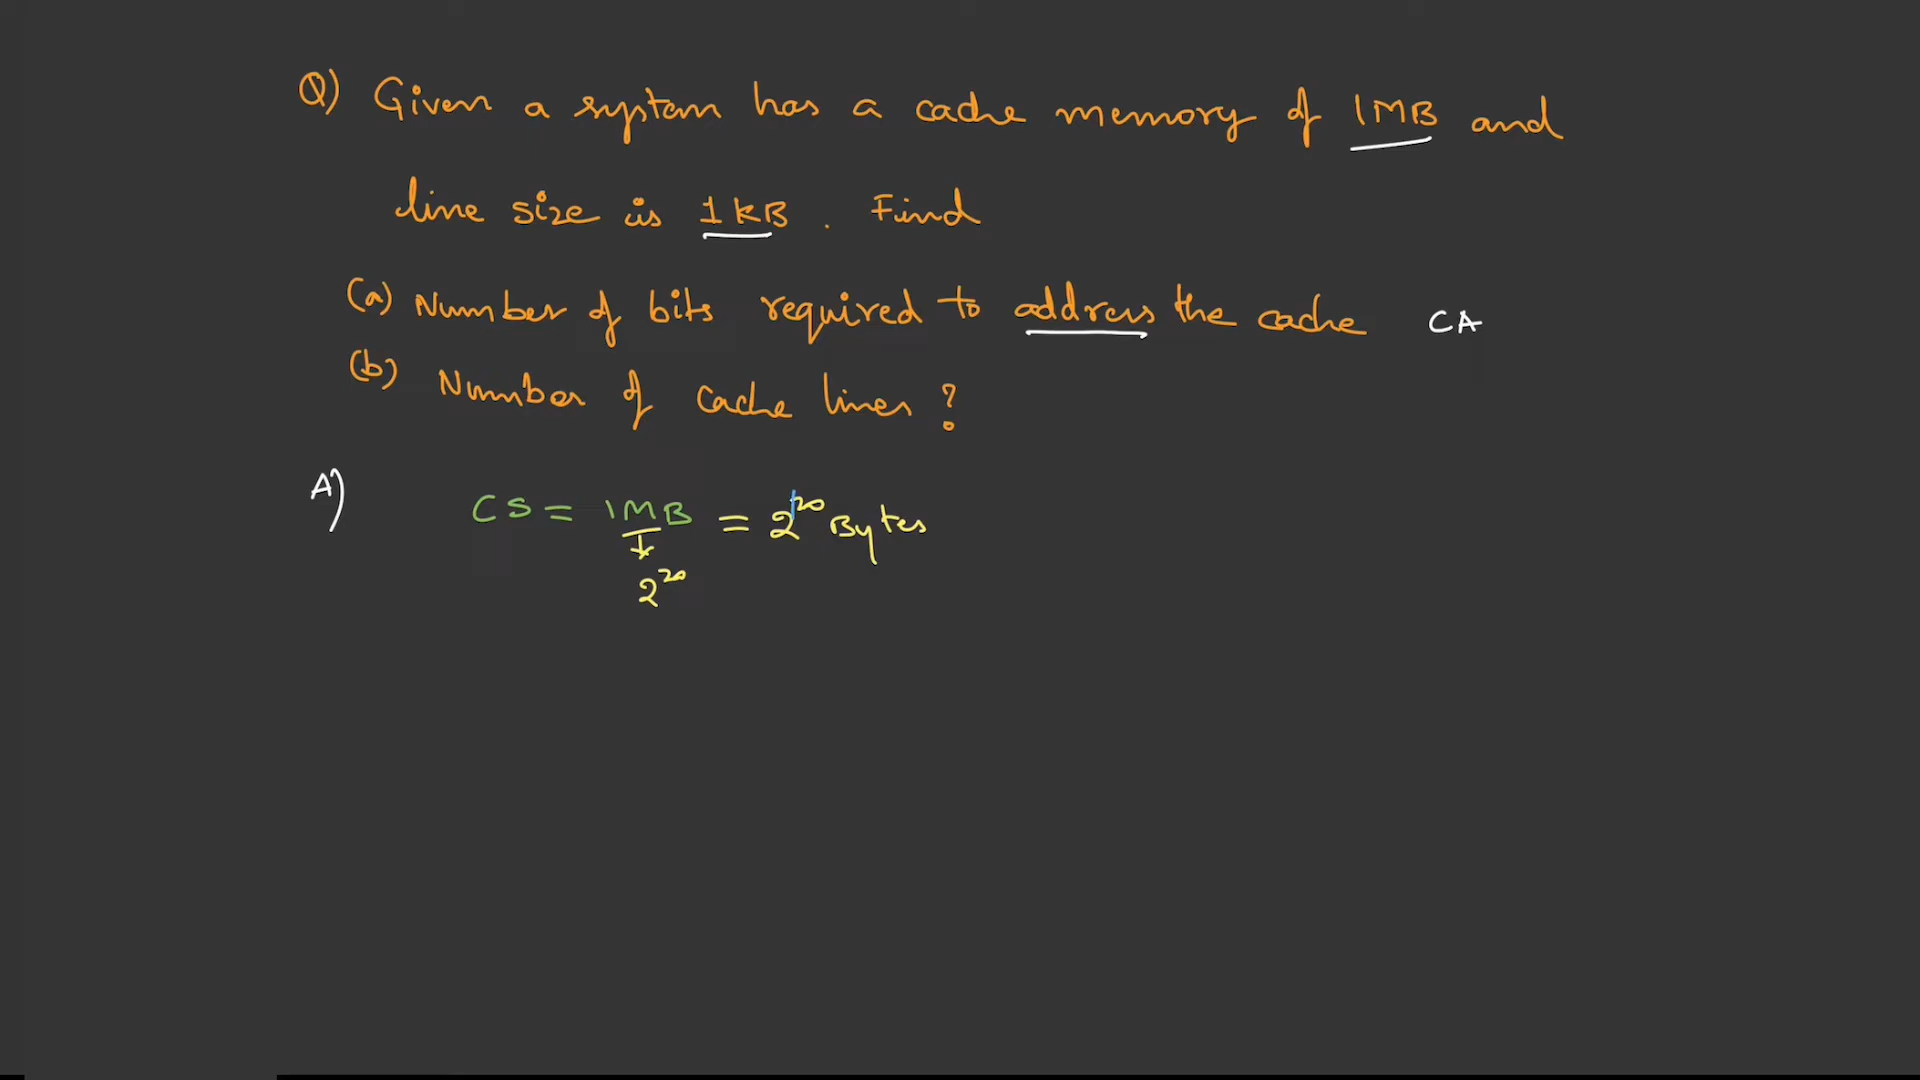 Q) Given a system has a cache memory of 1MB and
line size is 1KB. Find
(a) Number of bits required to address the cache CA
(b) Number of cache lines?
A) CS = 1MB = 2^20 Bytes
2^20